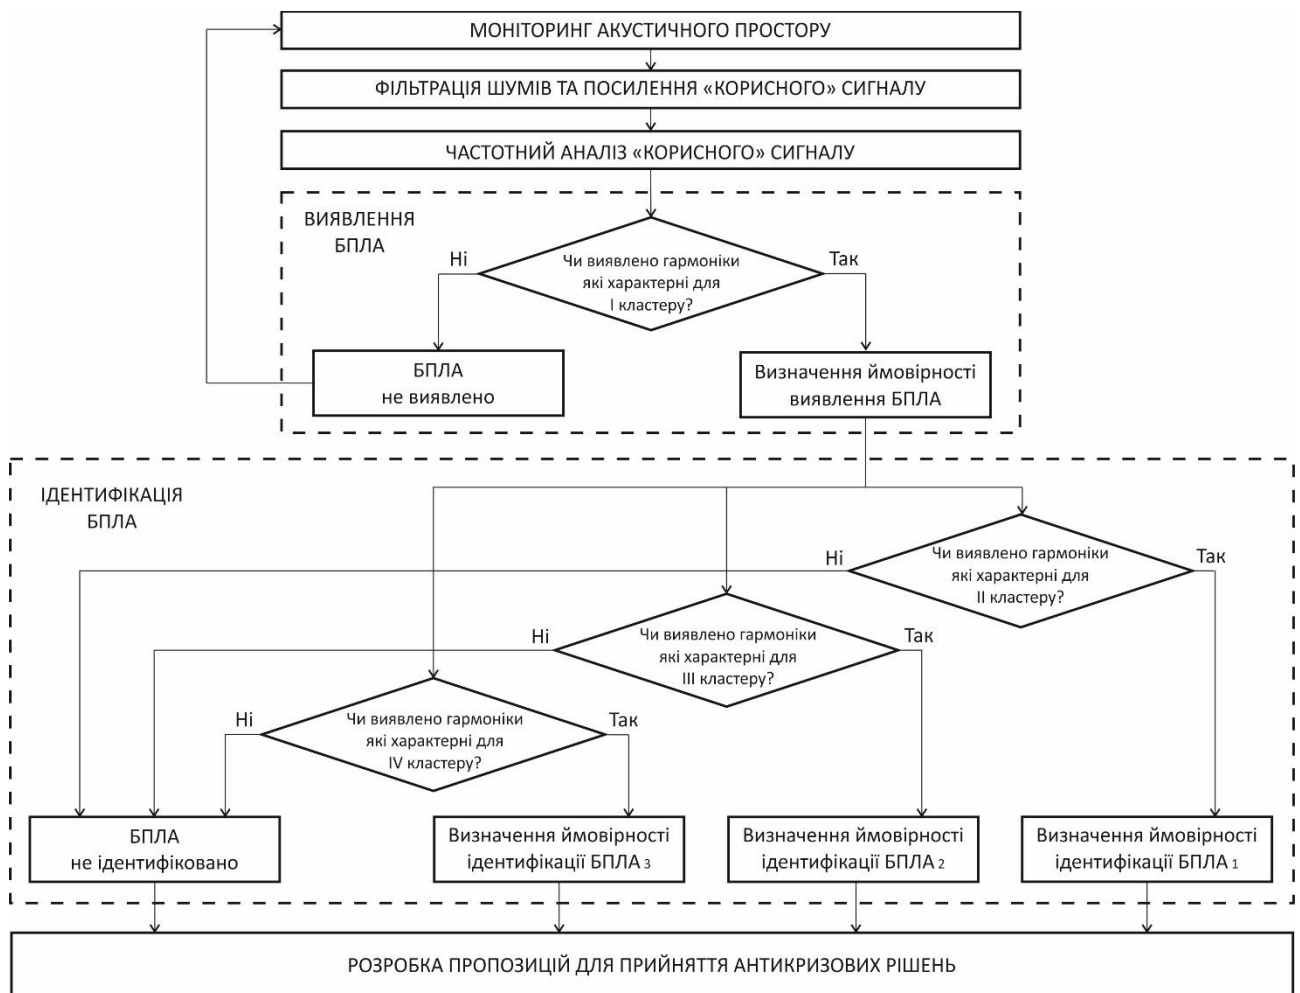 МОНІТОРИНГ АКУСТИЧНОГО ПРОСТОРУ
ФІЛЬТРАЦІЯ ШУМІВ ТА ПОСИЛЕННЯ «КОРИСНОГО» СИГНАЛУ
ЧАСТОТНИЙ АНАЛІЗ «КОРИСНОГО» СИГНАЛУ
ВИЯВЛЕННЯ
БПЛА
Ні
Чи виявлено гармоніки
які характерні для
I кластеру?
Так
БПЛА
не виявлено
Визначення ймовірності
виявлення БПЛА
ІДЕНТИФІКАЦІЯ
БПЛА
Ні
Чи виявлено гармоніки
які характерні для
II кластеру?
Так
Ні
Чи виявлено гармоніки
які характерні для
III кластеру?
Так
Ні
Чи виявлено гармоніки
які характерні для
IV кластеру?
Так
БПЛА
не ідентифіковано
Визначення ймовірності
ідентифікації БПЛА 3
Визначення ймовірності
ідентифікації БПЛА 2
Визначення ймовірності
ідентифікації БПЛА 1
РОЗРОБКА ПРОПОЗИЦІЙ ДЛЯ ПРИЙНЯТТЯ АНТИКРИЗОВИХ РІШЕНЬ